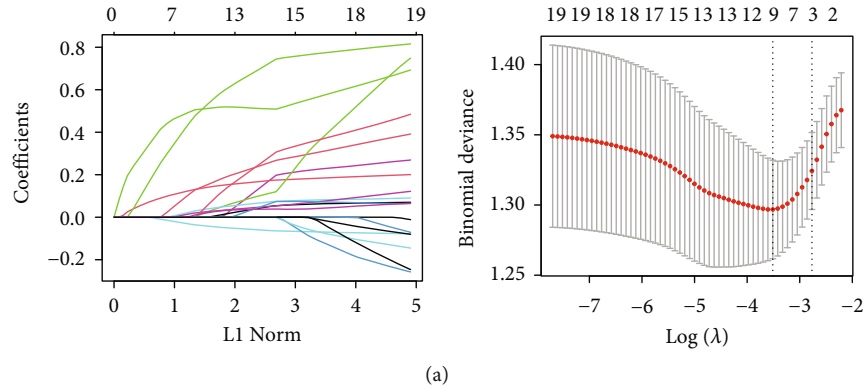 0 7 13 15 18 19
0.8
0.6
0.4
0.2
0.0
−0.2
Coefficients
0 1 2 3 4 5
L1 Norm
19 19 18 18 17 15 13 13 12 9 7 3 2
1.40
1.35
1.30
1.25
Binomial deviance
−7 −6 −5 −4 −3 −2
Log (λ)
(a)